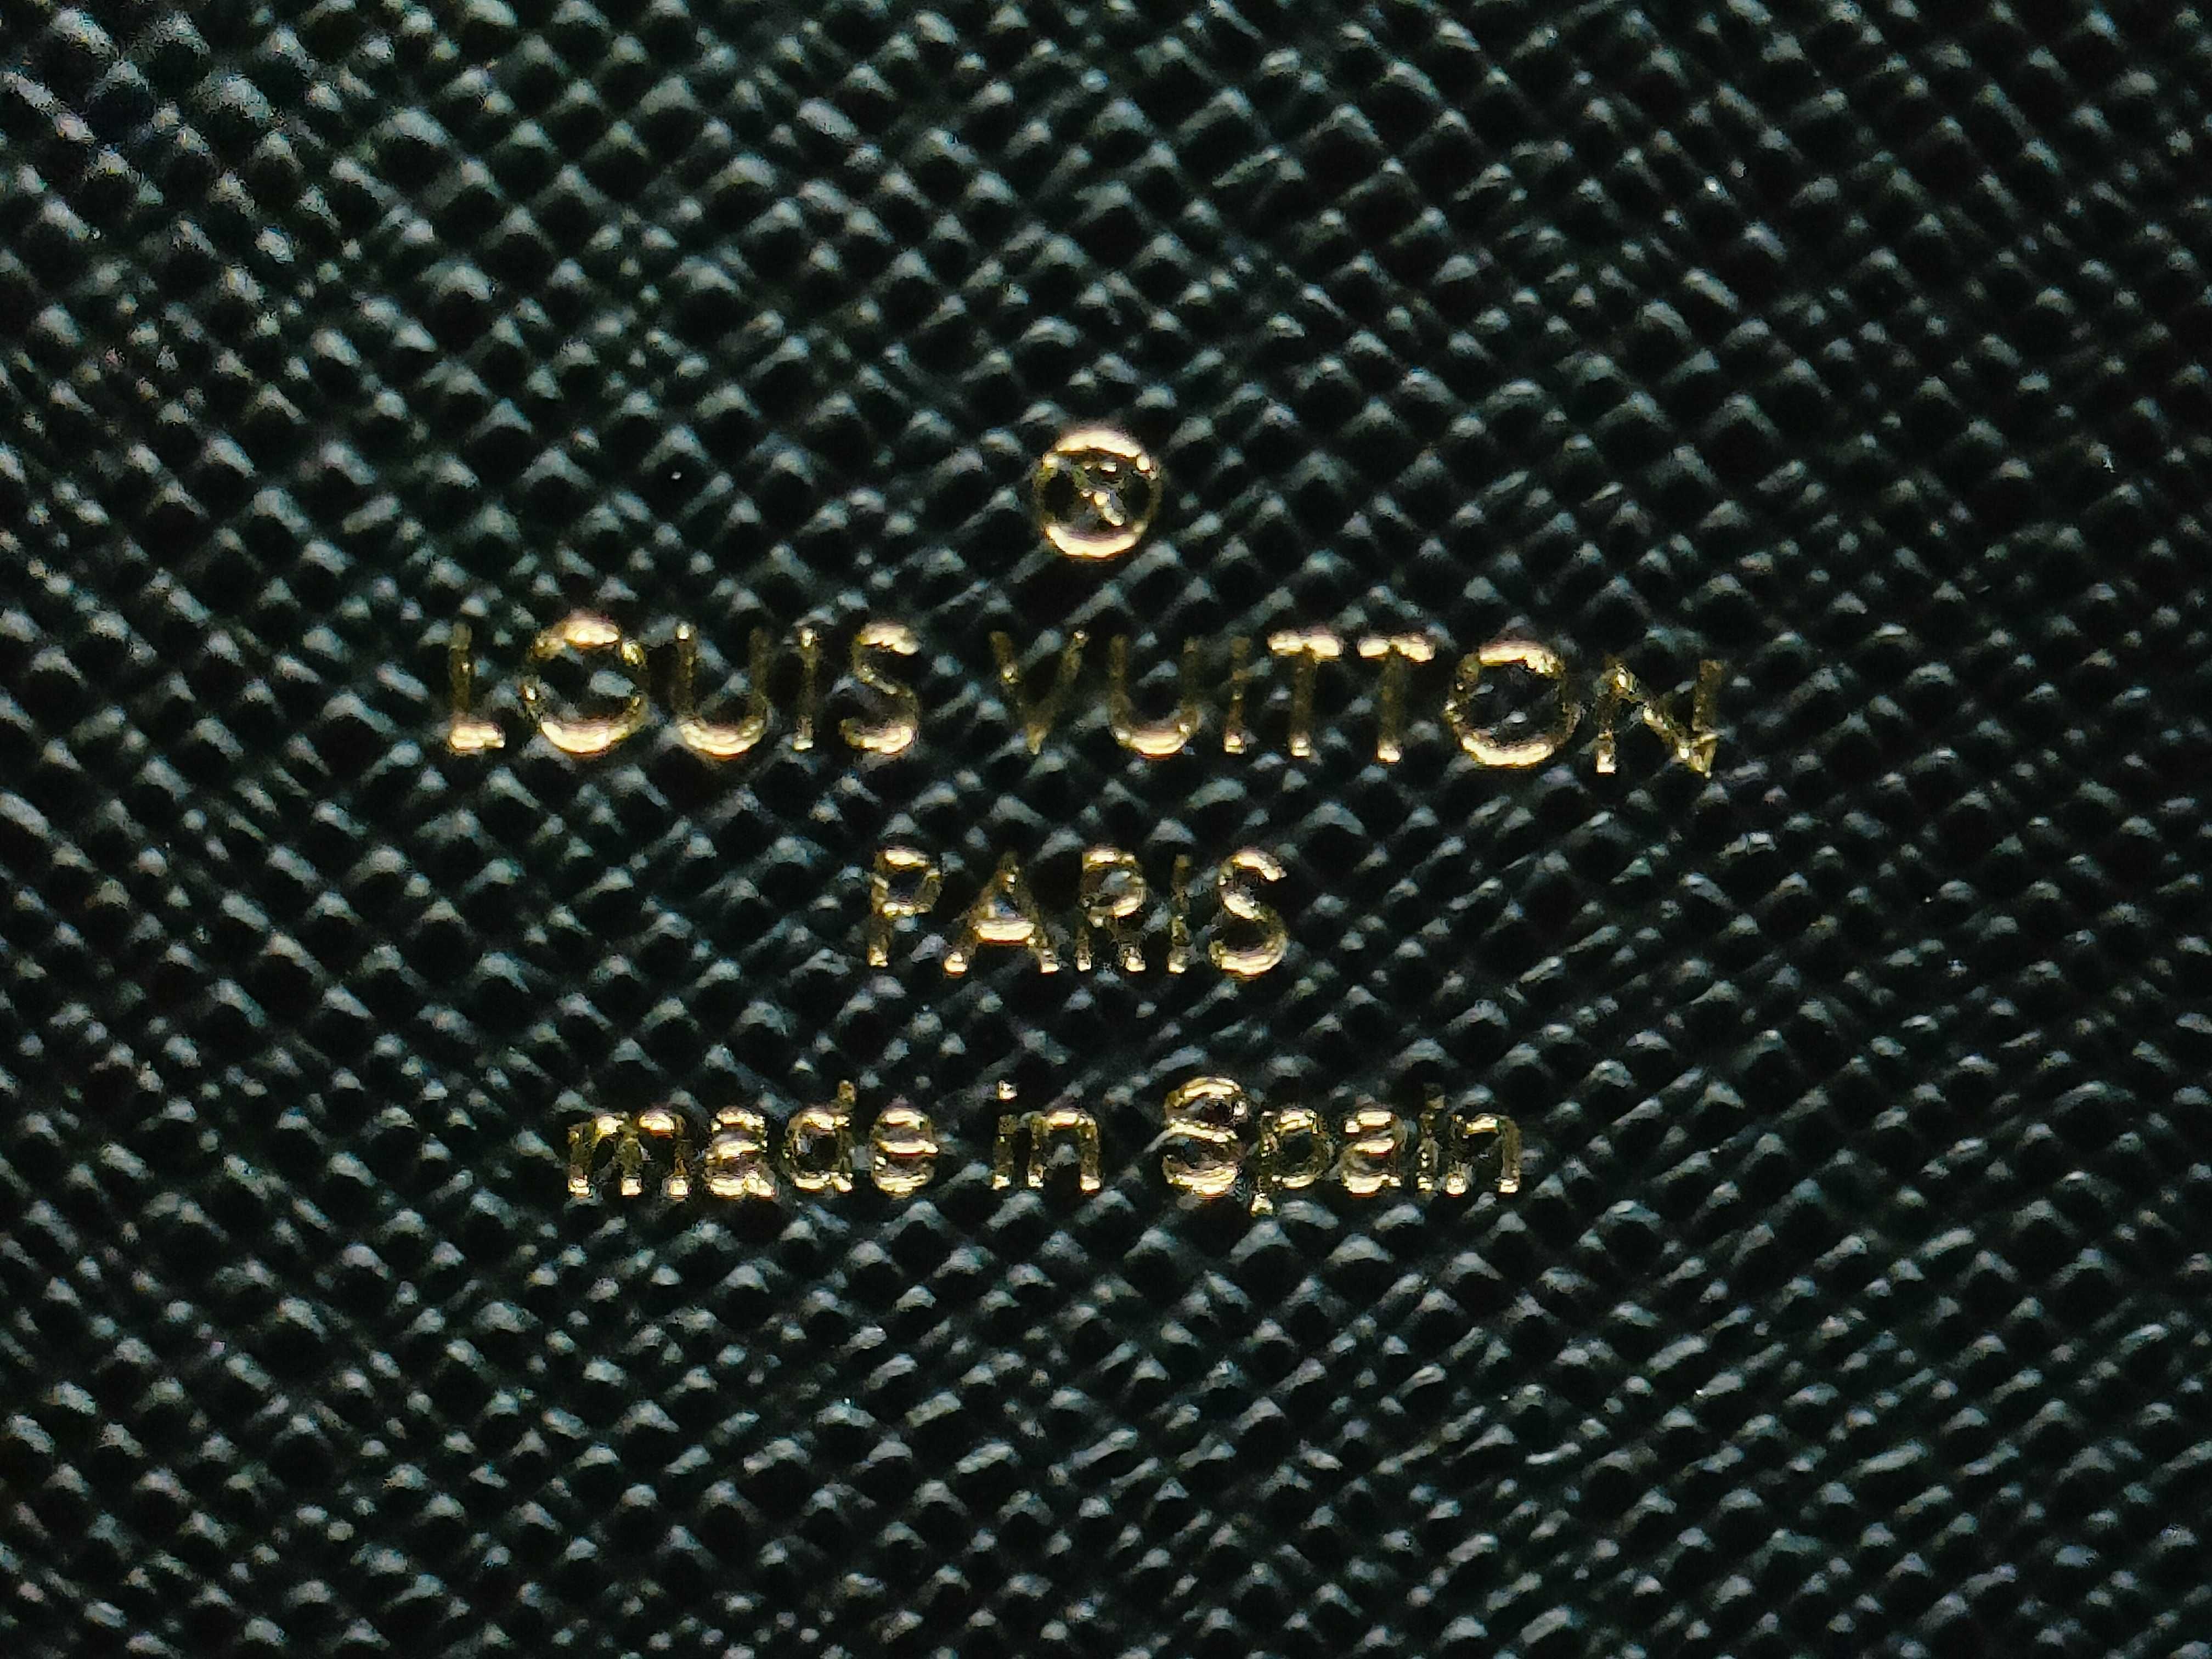 ®
LOUIS VUITTON
PARIS
made in Spain